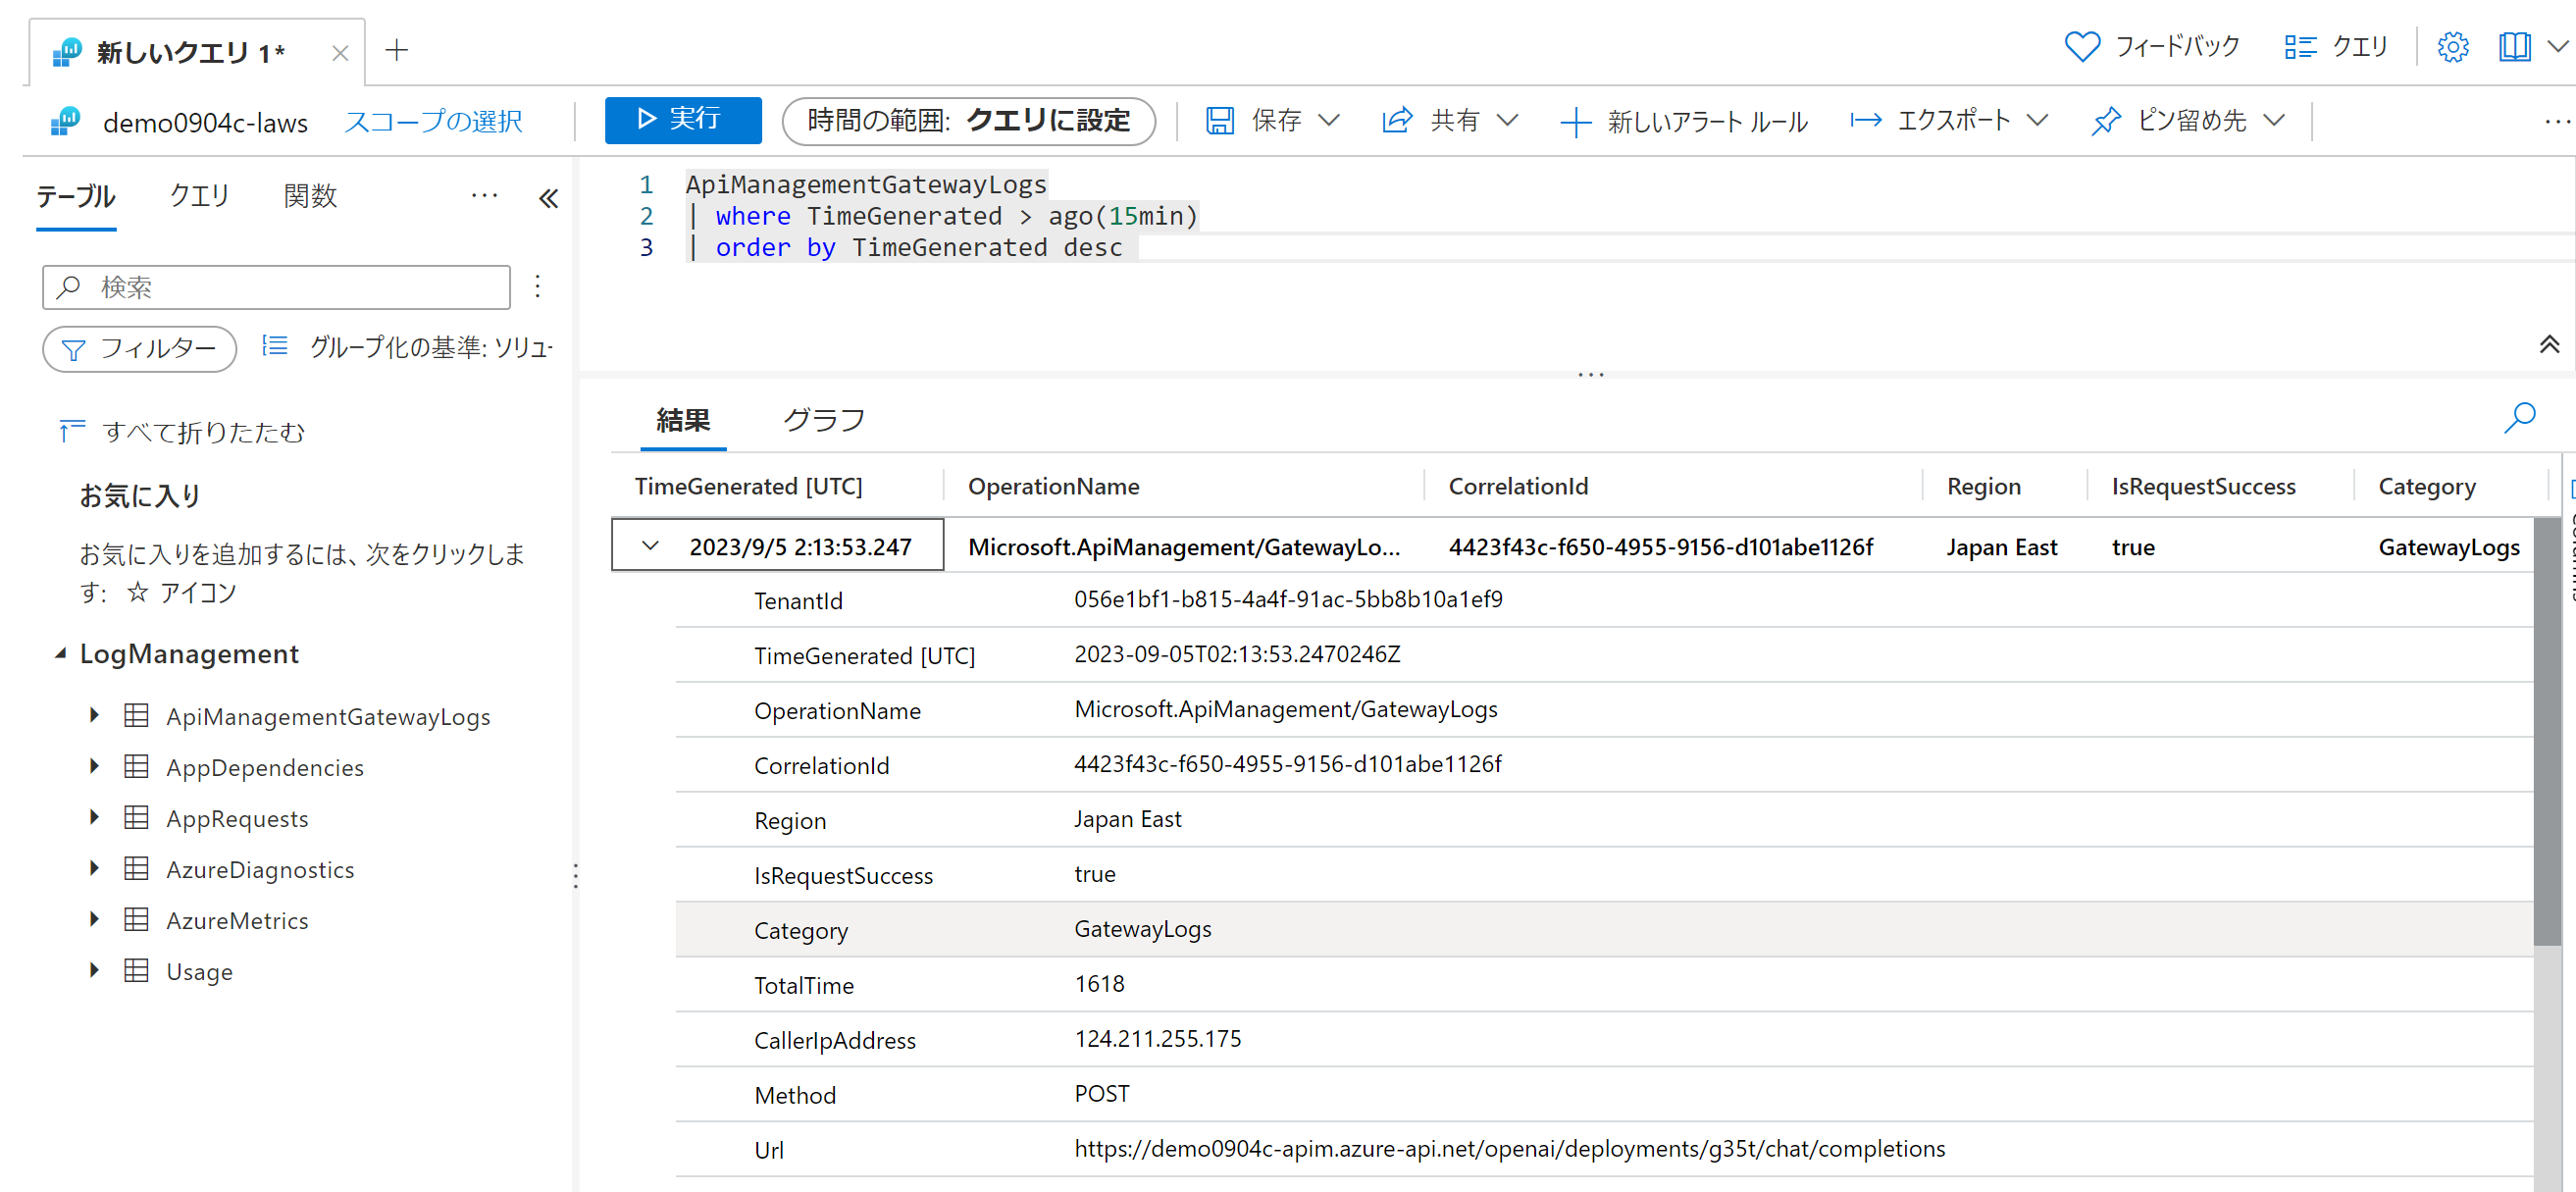 新しいクエリ 1*
フィードバック
クエリ
demo0904c-laws
スコープの選択
実行
時間の範囲: クエリに設定
保存
共有
新しいアラート ルール
エクスポート
ピン留め先
テーブル
クエリ
関数
検索
フィルター
グループ化の基準: ソリュ
すべて折りたたむ
お気に入り
お気に入りを追加するには、次をクリックしま
す: ☆ アイコン
LogManagement
ApiManagementGatewayLogs
AppDependencies
AppRequests
AzureDiagnostics
AzureMetrics
Usage
1 ApiManagementGatewayLogs
2 | where TimeGenerated > ago(15min)
3 | order by TimeGenerated desc
結果
グラフ
TimeGenerated [UTC] OperationName CorrelationId Region IsRequestSuccess Category
2023/9/5 2:13:53.247 Microsoft.ApiManagement/GatewayLo... 4423f43c-f650-4955-9156-d101abe1126f Japan East true GatewayLogs
TenantId 056e1bf1-b815-4a4f-91ac-5bb8b10a1ef9
TimeGenerated [UTC] 2023-09-05T02:13:53.2470246Z
OperationName Microsoft.ApiManagement/GatewayLogs
CorrelationId 4423f43c-f650-4955-9156-d101abe1126f
Region Japan East
IsRequestSuccess true
Category GatewayLogs
TotalTime 1618
CallerIpAddress 124.211.255.175
Method POST
Url https://demo0904c-apim.azure-api.net/openai/deployments/g35t/chat/completions